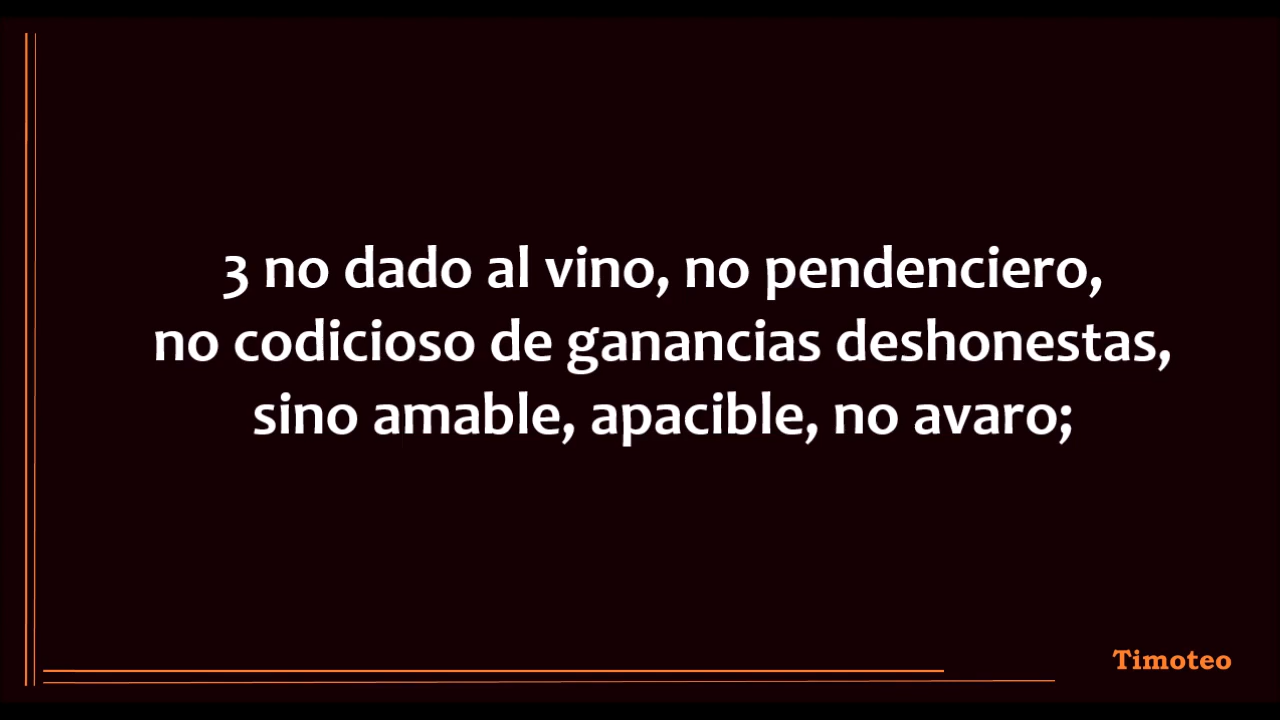 3 no dado al vino, no pendenciero,
no codicioso de ganancias deshonestas,
sino amable, apacible, no avaro;
Timoteo